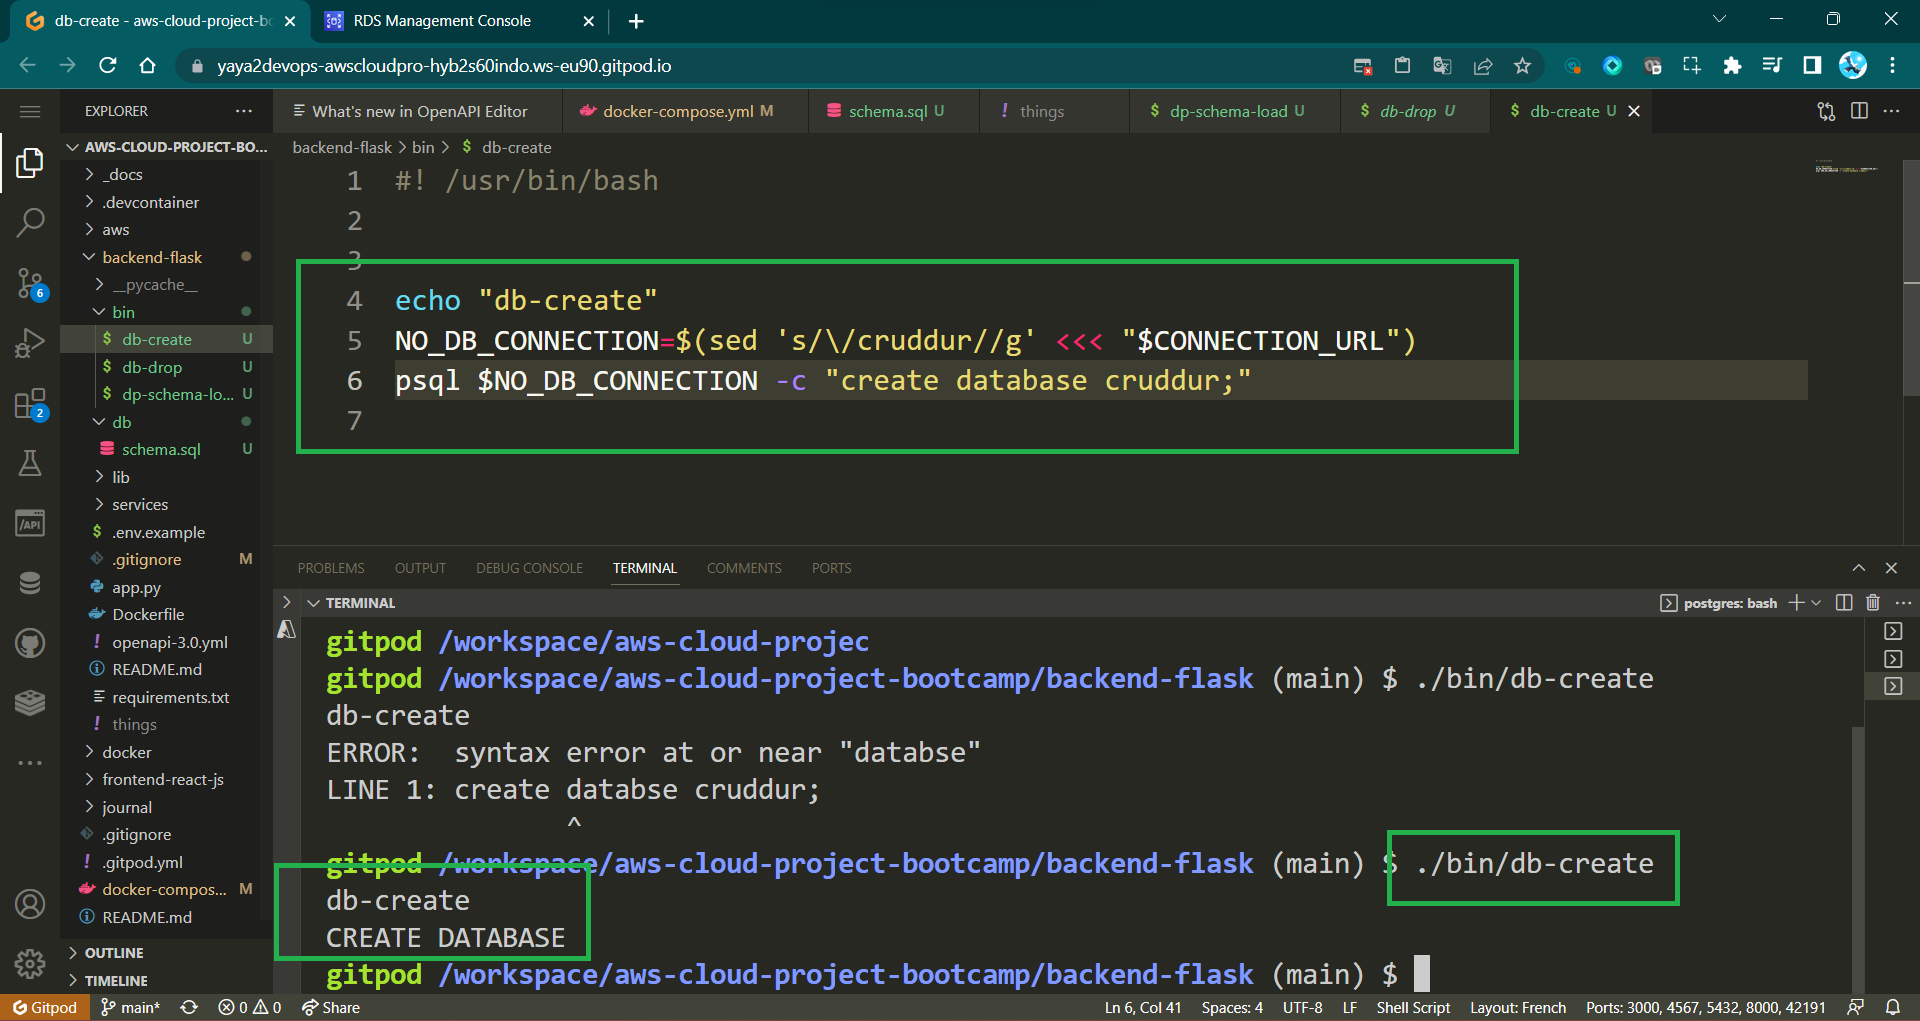 db-create - aws-cloud-project-bo
RDS Management Console
yaya2devops-awscloudpro-hyb2s60indo.ws-eu90.gitpod.io
EXPLORER
What's new in OpenAPI Editor
docker-compose.yml M
schema.sql U
! things
$ dp-schema-load U
$ db-drop U
$ db-create U
AWS-CLOUD-PROJECT-BO...
_docs
.devcontainer
aws
backend-flask
__pycache__
bin
$ db-create U
$ db-drop U
$ dp-schema-lo... U
db
schema.sql U
lib
services
$ .env.example
.gitignore M
app.py
Dockerfile
! openapi-3.0.yml
README.md
requirements.txt
! things
docker
frontend-react-js
journal
.gitignore
! .gitpod.yml
docker-compos... M
README.md
OUTLINE
TIMELINE
6
2
/API
backend-flask > bin > $ db-create
1 #! /usr/bin/bash
2
3
4 echo "db-create"
5 NO_DB_CONNECTION=$(sed 's/\/cruddur//g' <<< "$CONNECTION_URL")
6 psql $NO_DB_CONNECTION -c "create database cruddur;"
7
PROBLEMS OUTPUT DEBUG CONSOLE TERMINAL COMMENTS PORTS
TERMINAL
postgres: bash
gitpod /workspace/aws-cloud-projec
gitpod /workspace/aws-cloud-project-bootcamp/backend-flask (main) $ ./bin/db-create
db-create
ERROR:  syntax error at or near "databse"
LINE 1: create databse cruddur;
^
gitpod /workspace/aws-cloud-project-bootcamp/backend-flask (main) $ ./bin/db-create
db-create
CREATE DATABASE
gitpod /workspace/aws-cloud-project-bootcamp/backend-flask (main) $
Gitpod main* 0 0 Share
Ln 6, Col 41 Spaces: 4 UTF-8 LF Shell Script Layout: French Ports: 3000, 4567, 5432, 8000, 42191